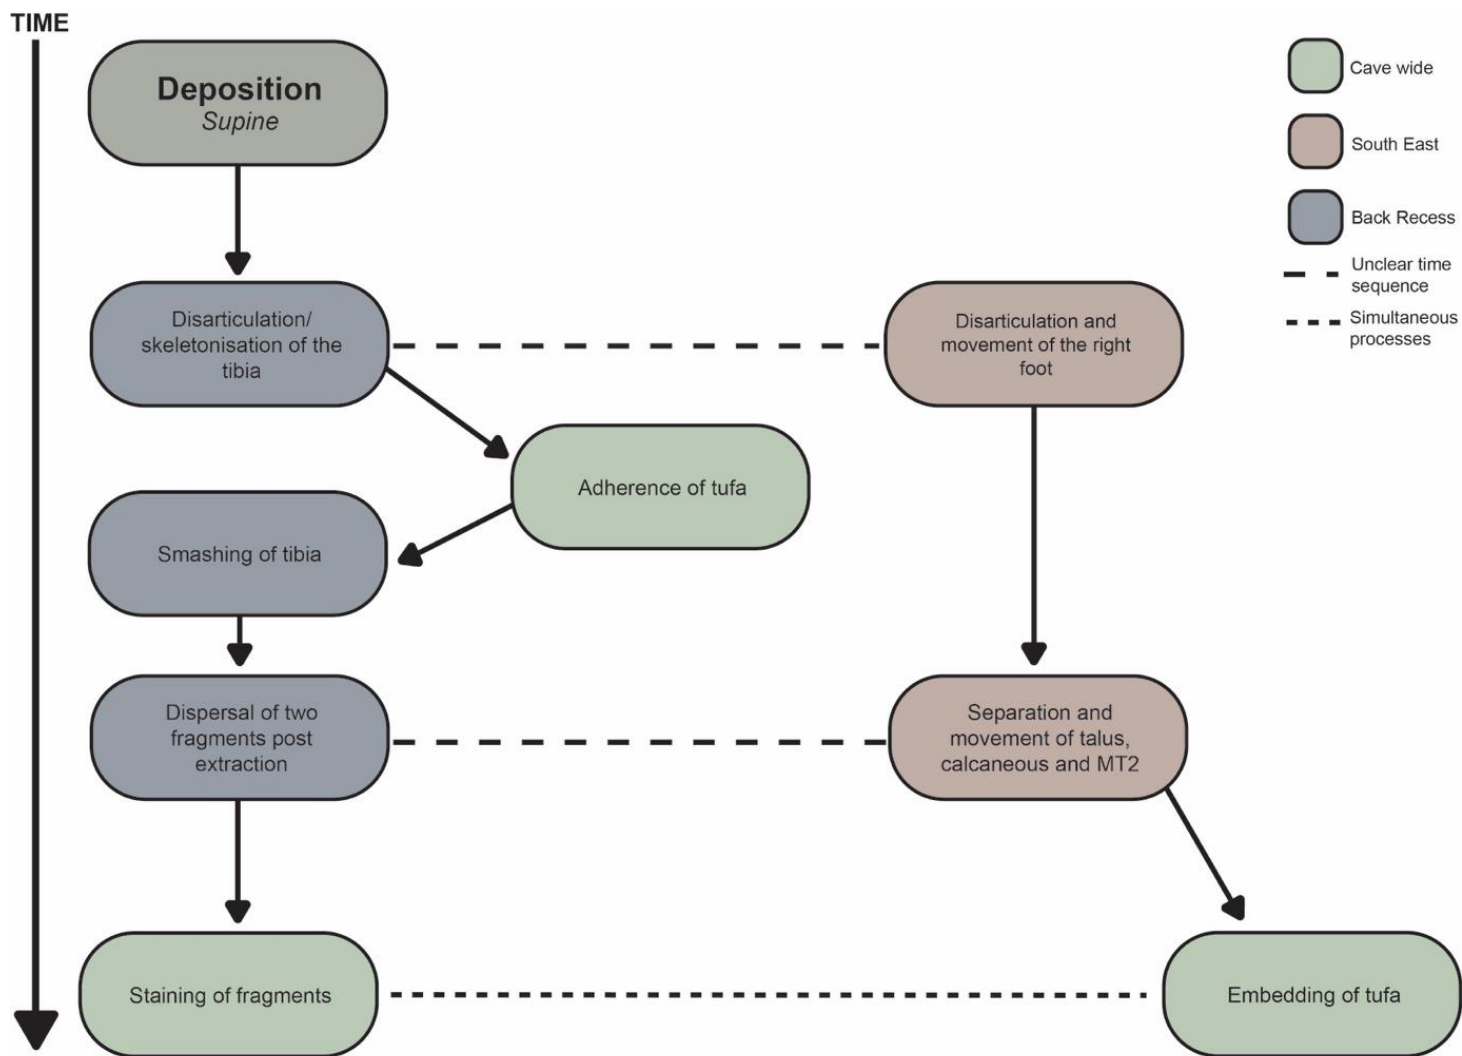 TIME
Deposition
Supine
Cave wide
South East
Back Recess
Unclear time
sequence
Simultaneous
processes
Disarticulation/
skeletonisation of the
tibia
Disarticulation and
movement of the right
foot
Adherence of tufa
Smashing of tibia
Dispersal of two
fragments post
extraction
Separation and
movement of talus,
calcaneous and MT2
Staining of fragments
Embedding of tufa